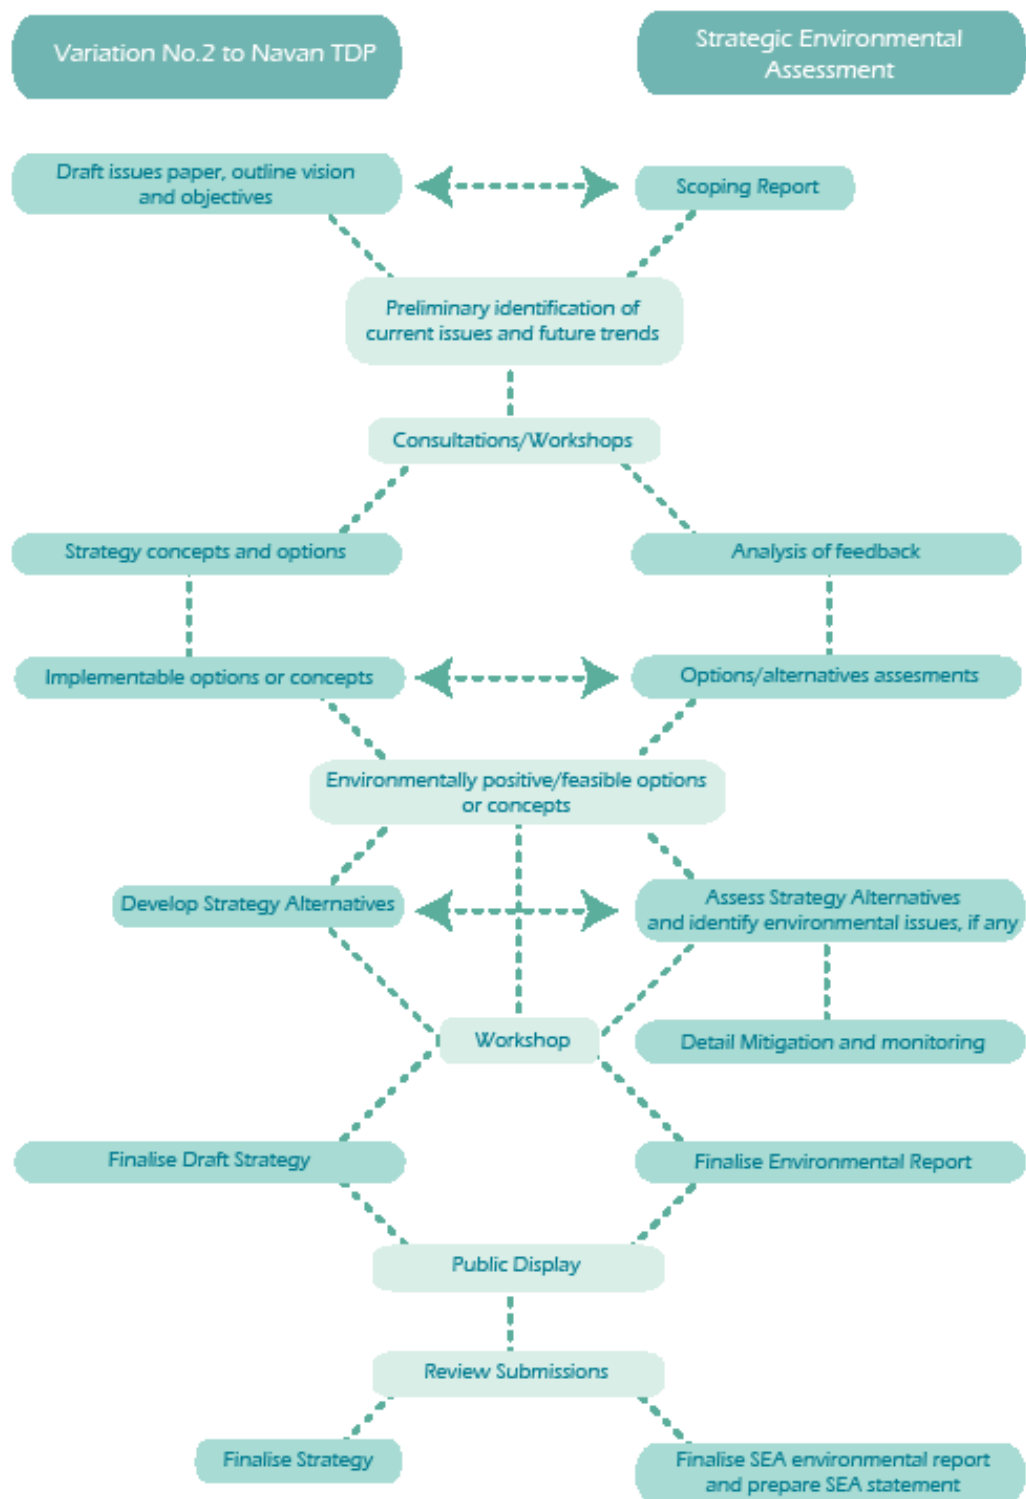 Variation No.2 to Navan TDP
Strategic Environmental
Assessment
Draft issues paper, outline vision
and objectives
Scoping Report
Preliminary identification of
current issues and future trends
Consultations/Workshops
Strategy concepts and options
Analysis of feedback
Implementable options or concepts
Options/alternatives assesments
Environmentally positive/feasible options
or concepts
Develop Strategy Alternatives
Assess Strategy Alternatives
and identify environmental issues, if any
Workshop
Detail Mitigation and monitoring
Finalise Draft Strategy
Finalise Environmental Report
Public Display
Review Submissions
Finalise Strategy
Finalise SEA environmental report
and prepare SEA statement